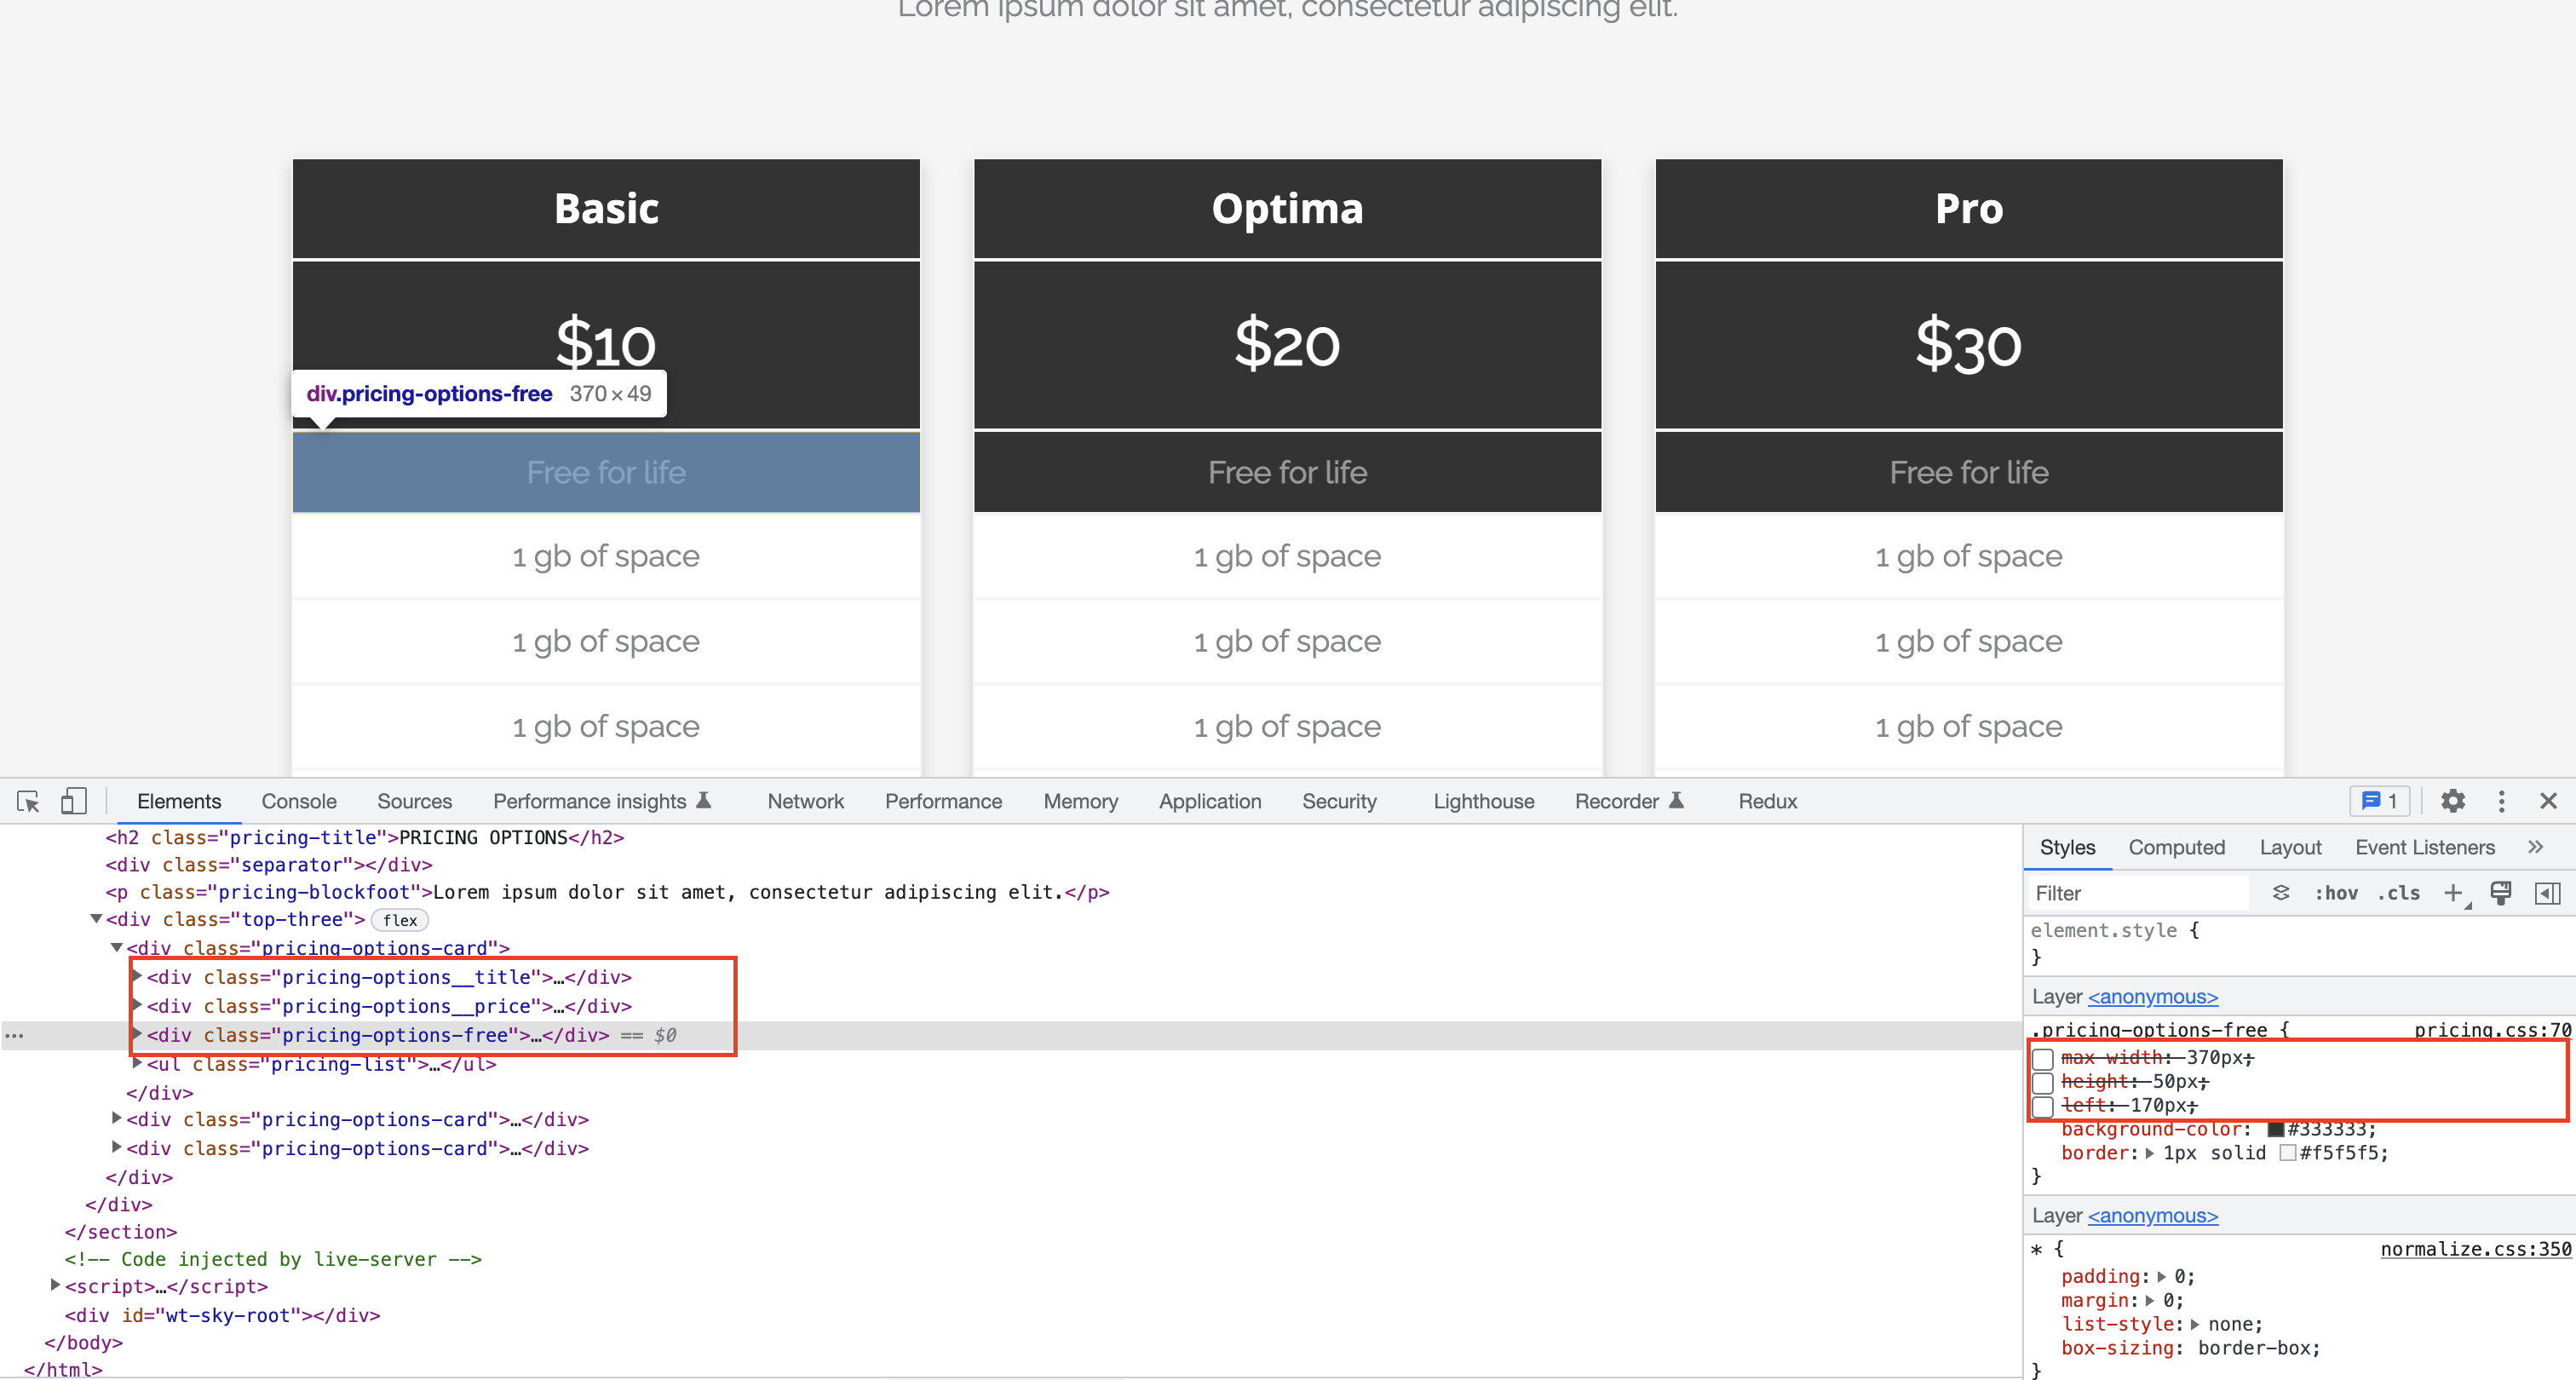 Lorem ipsum dolor sit amet, consectetur adipiscing elit.
Basic
Optima
Pro
$10
$20
$30
div.pricing-options-free 370 × 49
Free for life
Free for life
Free for life
1 gb of space
1 gb of space
1 gb of space
1 gb of space
1 gb of space
1 gb of space
1 gb of space
1 gb of space
1 gb of space
Elements Console Sources Performance insights Network Performance Memory Application Security Lighthouse Recorder Redux 1
<h2 class="pricing-title">PRICING OPTIONS</h2>
<div class="separator"></div>
<p class="pricing-blockfoot">Lorem ipsum dolor sit amet, consectetur adipiscing elit.</p>
<div class="top-three"> flex
<div class="pricing-options-card">
<div class="pricing-options__title">…</div>
<div class="pricing-options__price">…</div>
<div class="pricing-options-free">…</div> == $0
<ul class="pricing-list">…</ul>
</div>
<div class="pricing-options-card">…</div>
<div class="pricing-options-card">…</div>
</div>
</div>
</section>
<!-- Code injected by live-server -->
<script>…</script>
<div id="wt-sky-root"></div>
</body>
</html>
Styles Computed Layout Event Listeners »
Filter :hov .cls +
element.style {
}
Layer <anonymous>
.pricing-options-free { pricing.css:70
max-width: 370px;
height: 50px;
left: 170px;
background-color: #333333;
border: 1px solid #f5f5f5;
}
Layer <anonymous>
* { normalize.css:350
padding: 0;
margin: 0;
list-style: none;
box-sizing: border-box;
}